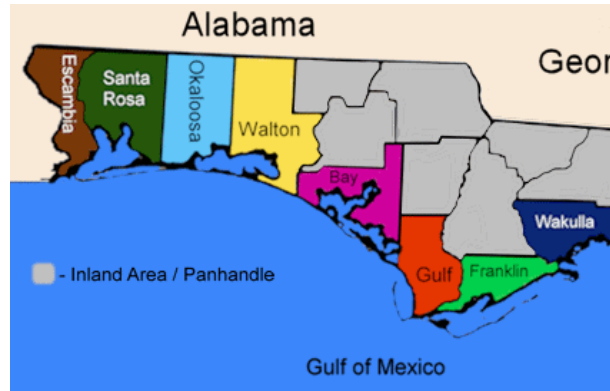 Alabama
Geor
Escambia
Santa
Rosa
Okaloosa
Walton
Bay
Wakulla
Gulf
Franklin
- Inland Area / Panhandle
Gulf of Mexico